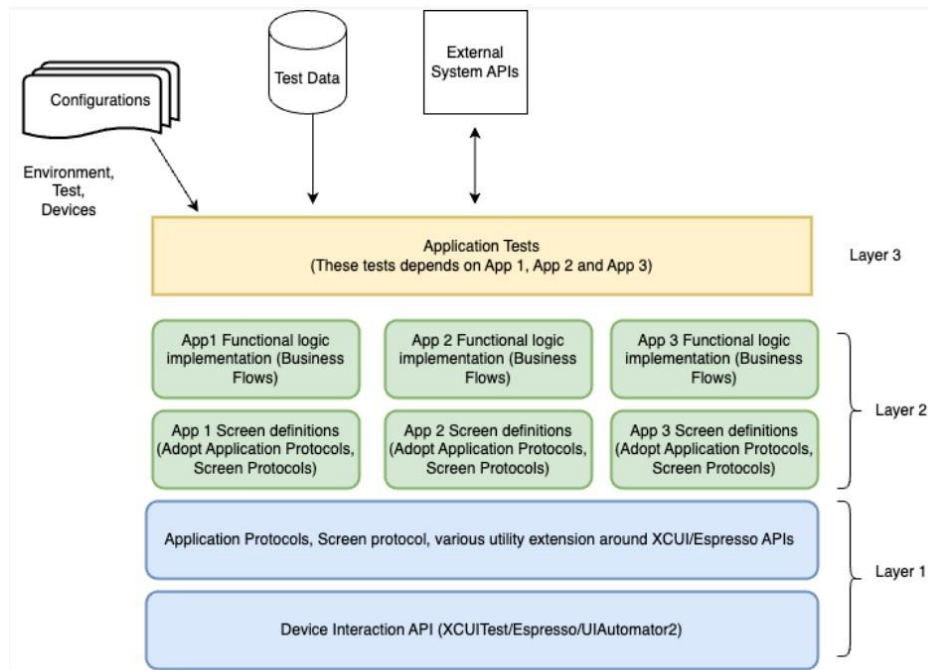 Configurations
Test Data
External
System APIs
Environment,
Test,
Devices
Application Tests
(These tests depends on App 1, App 2 and App 3)
Layer 3
App1 Functional logic
implementation (Business
Flows)
App 2 Functional logic
implementation (Business
Flows)
App 3 Functional logic
implementation (Business
Flows)
Layer 2
App 1 Screen definitions
(Adopt Application Protocols,
Screen Protocols)
App 2 Screen definitions
(Adopt Application Protocols,
Screen Protocols)
App 3 Screen definitions
(Adopt Application Protocols,
Screen Protocols)
Application Protocols, Screen protocol, various utility extension around XCUI/Espresso APIs
Layer 1
Device Interaction API (XCUITest/Espresso/UIAutomator2)